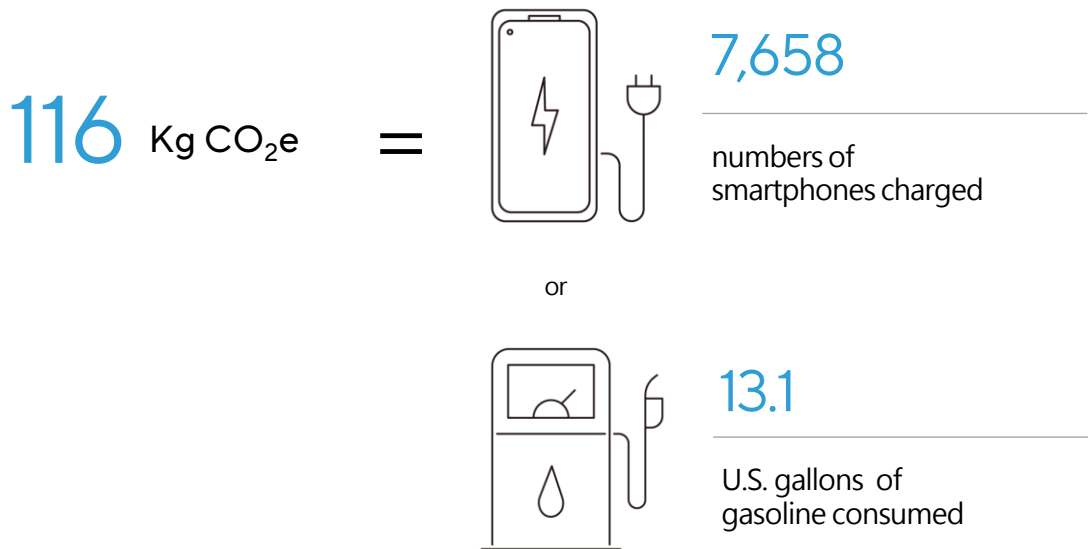 116 Kg CO₂e =
7,658
numbers of
smartphones charged
or
13.1
U.S. gallons of
gasoline consumed